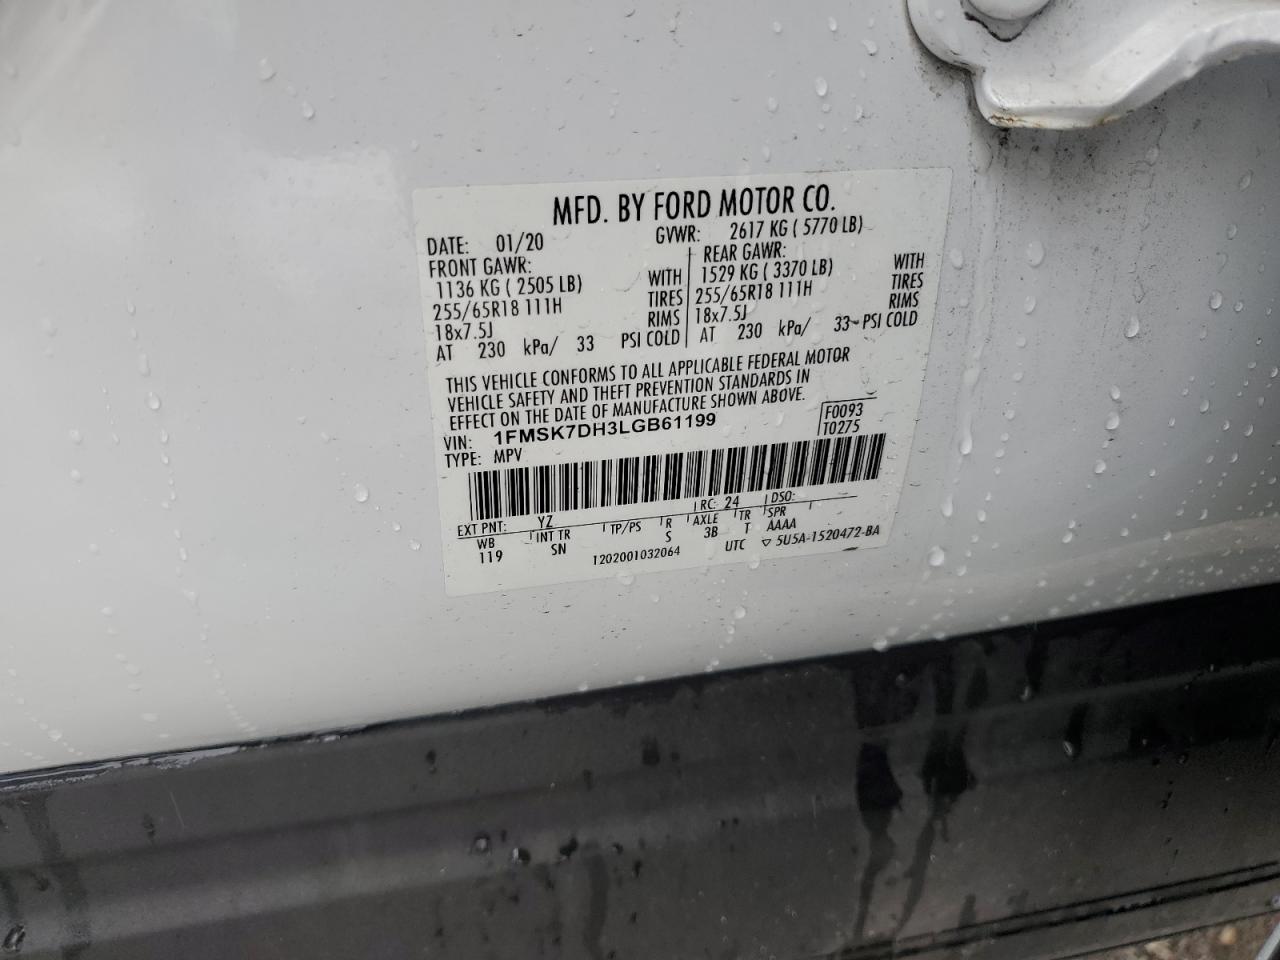 MFD. BY FORD MOTOR CO.
DATE: 01/20 GVWR: 2617 KG ( 5770 LB)
FRONT GAWR: REAR GAWR:
1136 KG ( 2505 LB) WITH 1529 KG ( 3370 LB) WITH
255/65R18 111H TIRES 255/65R18 111H TIRES
18x7.5J RIMS 18x7.5J RIMS
AT 230 kPa/ 33 PSI COLD AT 230 kPa/ 33 PSI COLD
THIS VEHICLE CONFORMS TO ALL APPLICABLE FEDERAL MOTOR
VEHICLE SAFETY AND THEFT PREVENTION STANDARDS IN
EFFECT ON THE DATE OF MANUFACTURE SHOWN ABOVE.
VIN: 1FMSK7DH3LGB61199 F0093
TYPE: MPV T0275
RC: 24 DSO:
EXT PNT: YZ
WB INT TR TP/PS R AXLE TR SPR
119 SN S 3B T AAAA
1202001032064 UTC ▽ 5U5A-1520472-BA